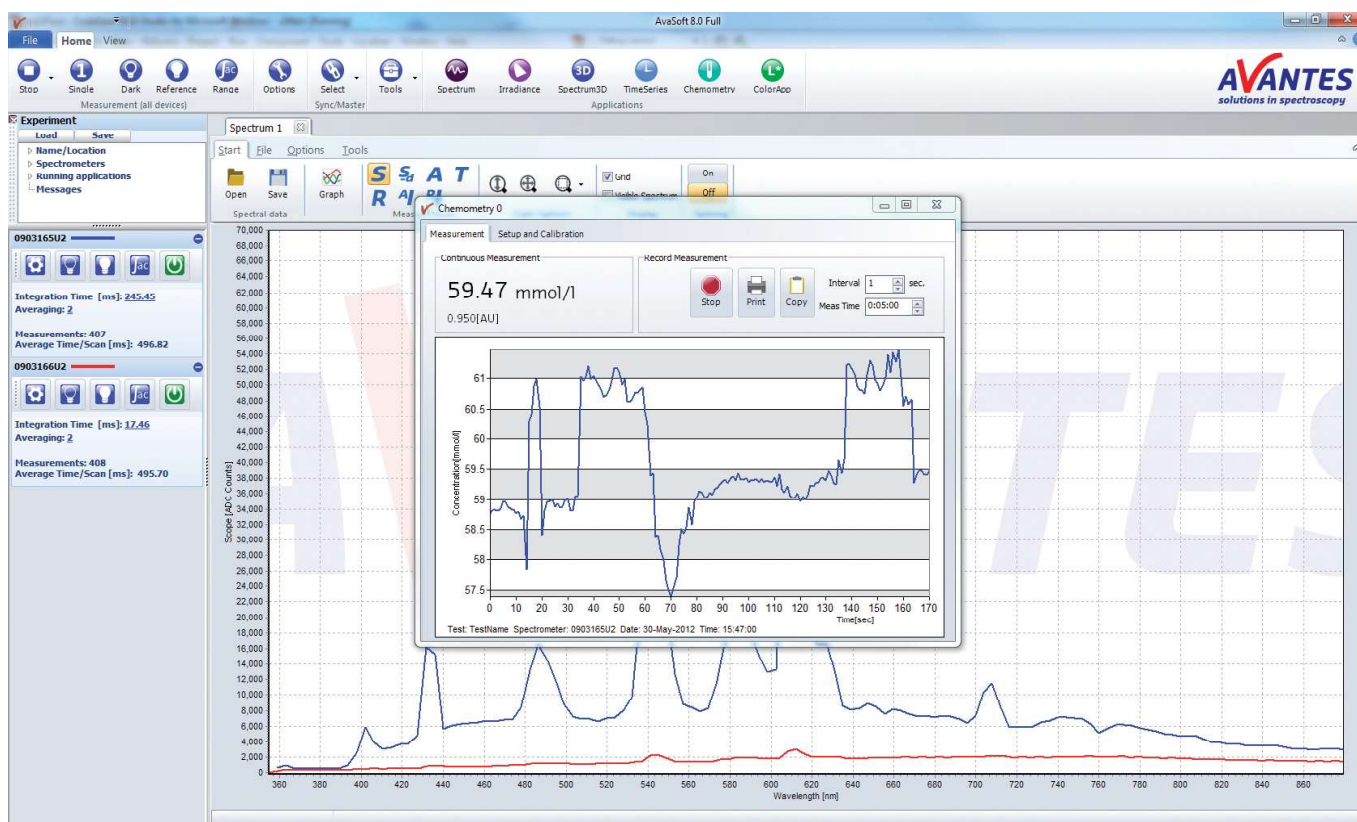 AvaSoft 8.0 Full
File Home View
Stop Single Dark Reference Range Options Select Tools Spectrum Irradiance Spectrum3D TimeSeries Chemometry ColorApp
Measurement (all devices) Sync/Master Applications
AVANTES
solutions in spectroscopy
Experiment
Load Save
Name/Location
Spectrometers
Running applications
Messages
0903165U2
Integration Time [ms]: 245.45
Averaging: 2
Measurements: 407
Average Time/Scan [ms]: 496.82
0903166U2
Integration Time [ms]: 17.46
Averaging: 2
Measurements: 408
Average Time/Scan [ms]: 495.70
Spectrum 1
Start File Options Tools
Open Save Graph S Sd A T Grid On
R AI RI Visible Spectrum Off
Spectral data
Chemometry 0
Measurement Setup and Calibration
Continuous Measurement
59.47 mmol/l
0.950[AU]
Record Measurement
Stop Print Copy
Interval 1 sec.
Meas Time 0:05:00
Concentration[mmol/l]
61
60.5
60
59.5
59
58.5
58
57.5
0 10 20 30 40 50 60 70 80 90 100 110 120 130 140 150 160 170
Time[sec]
Test: TestName Spectrometer: 0903165U2 Date: 30-May-2012 Time: 15:47:00
Scope [ADC Counts]
70,000
68,000
66,000
64,000
62,000
60,000
58,000
56,000
54,000
52,000
50,000
48,000
46,000
44,000
42,000
40,000
38,000
36,000
34,000
32,000
30,000
28,000
26,000
24,000
22,000
20,000
18,000
16,000
14,000
12,000
10,000
8,000
6,000
4,000
2,000
0
360 380 400 420 440 460 480 500 520 540 560 580 600 620 640 660 680 700 720 740 760 780 800 820 840 860
Wavelength [nm]
AVANTES